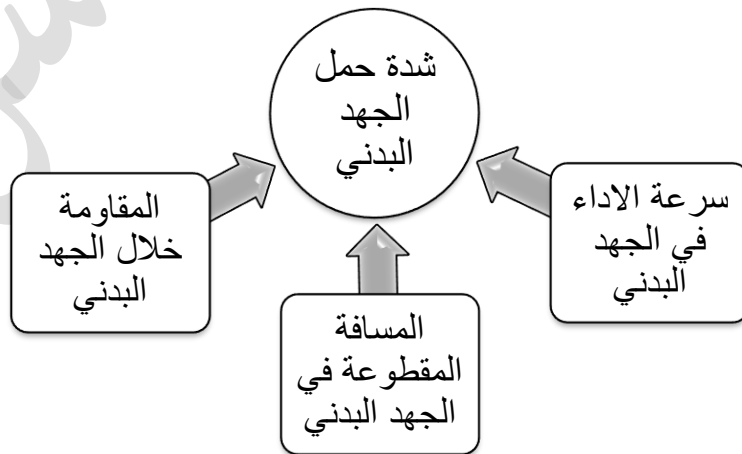 شدة حمل
الجهد
البدني
سرعة الاداء
في الجهد
البدني
المسافة
المقطوعة في
الجهد البدني
المقاومة
خلال الجهد
البدني